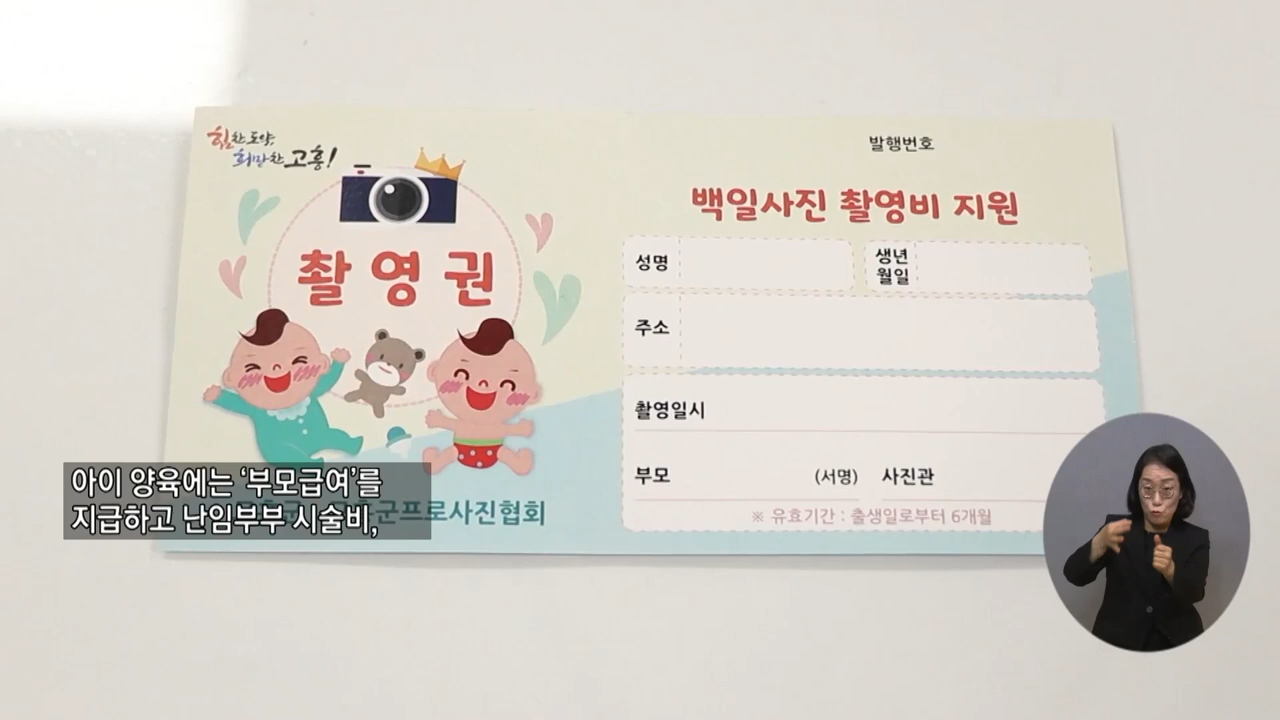 힘찬 도약,
희망찬 고흥!
촬영권
군프로사진협회
발행번호
백일사진 촬영비 지원
성명
생년
월일
주소
촬영일시
부모 (서명) 사진관
※ 유효기간 : 출생일로부터 6개월
아이 양육에는 ‘부모급여’를
지급하고 난임부부 시술비,